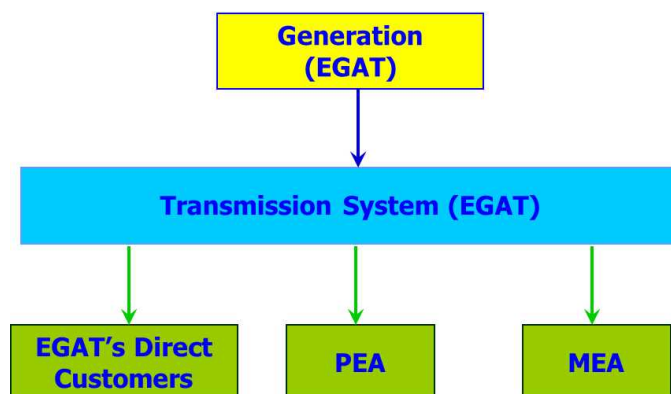 Generation
(EGAT)
Transmission System (EGAT)
EGAT's Direct
Customers
PEA
MEA